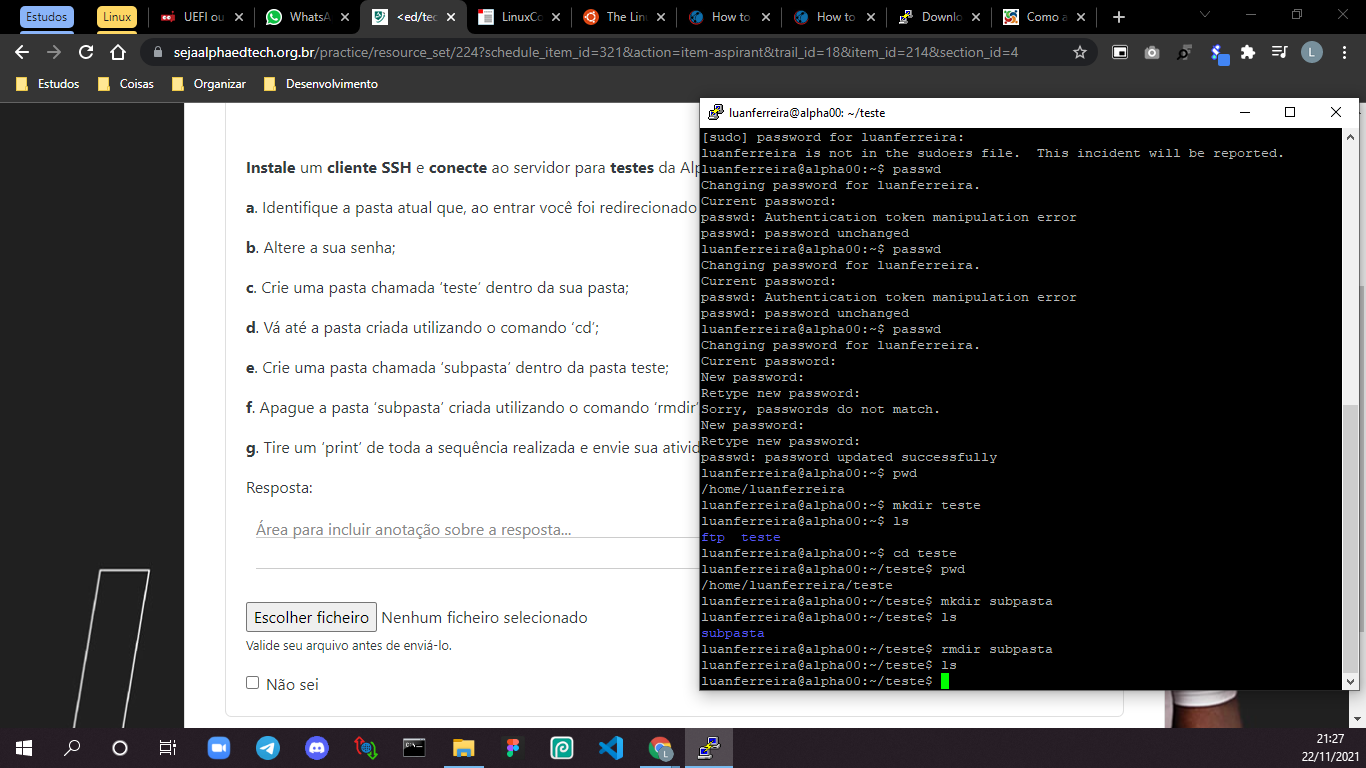 Estudos
Linux
UEFI ou
WhatsA
<ed/tec
LinuxCo
The Lin
How to
How to
Downlo
Como a
sejaalphaedtech.org.br/practice/resource_set/224?schedule_item_id=321&action=item-aspirant&trail_id=18&item_id=214&section_id=4
L
Estudos
Coisas
Organizar
Desenvolvimento
Instale um cliente SSH e conecte ao servidor para testes da Alp
a. Identifique a pasta atual que, ao entrar você foi redirecionado
b. Altere a sua senha;
c. Crie uma pasta chamada ‘teste’ dentro da sua pasta;
d. Vá até a pasta criada utilizando o comando ‘cd’;
e. Crie uma pasta chamada ‘subpasta’ dentro da pasta teste;
f. Apague a pasta ‘subpasta’ criada utilizando o comando ‘rmdir’
g. Tire um ‘print’ de toda a sequência realizada e envie sua ativid
Resposta:
Área para incluir anotação sobre a resposta...
Escolher ficheiro Nenhum ficheiro selecionado
Valide seu arquivo antes de enviá-lo.
Não sei
luanferreira@alpha00: ~/teste
[sudo] password for luanferreira:
luanferreira is not in the sudoers file.  This incident will be reported.
luanferreira@alpha00:~$ passwd
Changing password for luanferreira.
Current password:
passwd: Authentication token manipulation error
passwd: password unchanged
luanferreira@alpha00:~$ passwd
Changing password for luanferreira.
Current password:
passwd: Authentication token manipulation error
passwd: password unchanged
luanferreira@alpha00:~$ passwd
Changing password for luanferreira.
Current password:
New password:
Retype new password:
Sorry, passwords do not match.
New password:
Retype new password:
passwd: password updated successfully
luanferreira@alpha00:~$ pwd
/home/luanferreira
luanferreira@alpha00:~$ mkdir teste
luanferreira@alpha00:~$ ls
ftp  teste
luanferreira@alpha00:~$ cd teste
luanferreira@alpha00:~/teste$ pwd
/home/luanferreira/teste
luanferreira@alpha00:~/teste$ mkdir subpasta
luanferreira@alpha00:~/teste$ ls
subpasta
luanferreira@alpha00:~/teste$ rmdir subpasta
luanferreira@alpha00:~/teste$ ls
luanferreira@alpha00:~/teste$
L
21:27
22/11/2021